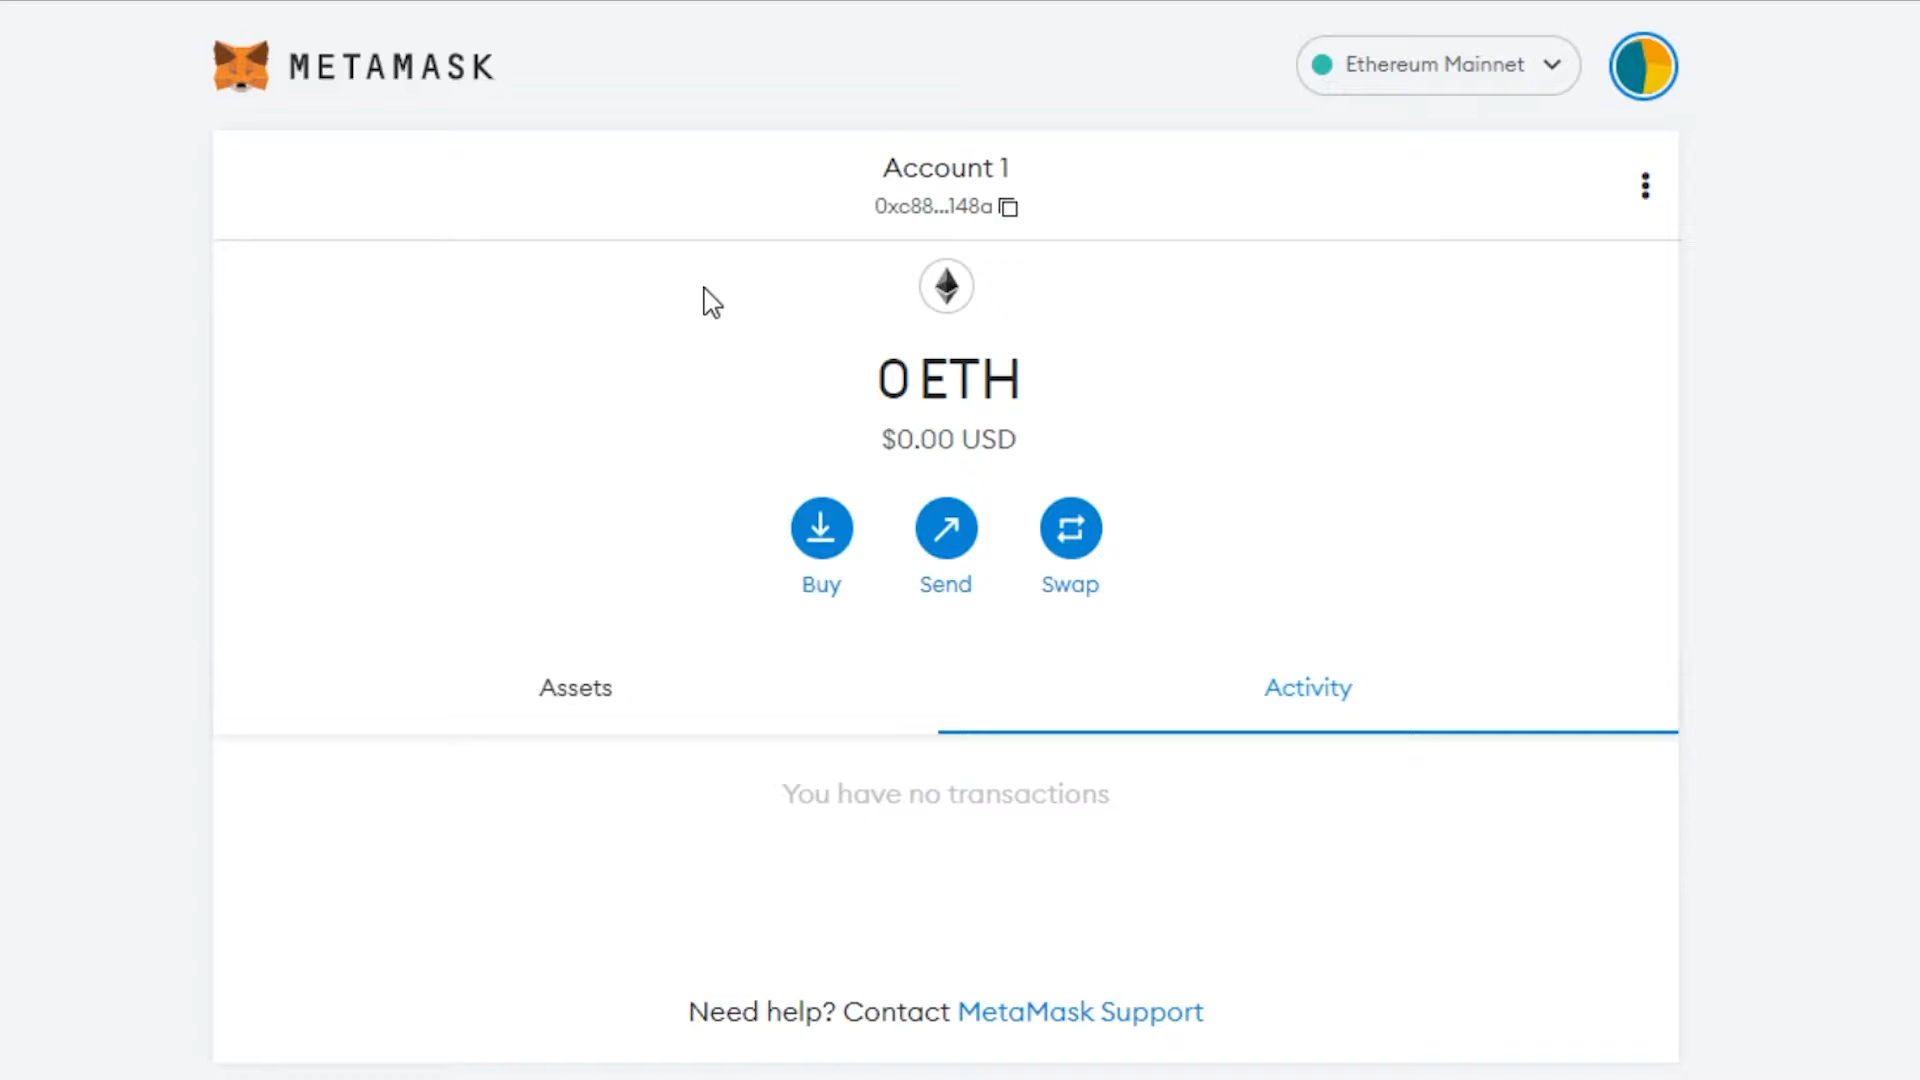 METAMASK
Ethereum Mainnet
Account 1
0xc88...148a
0 ETH
$0.00 USD
Buy
Send
Swap
Assets
Activity
You have no transactions
Need help? Contact MetaMask Support